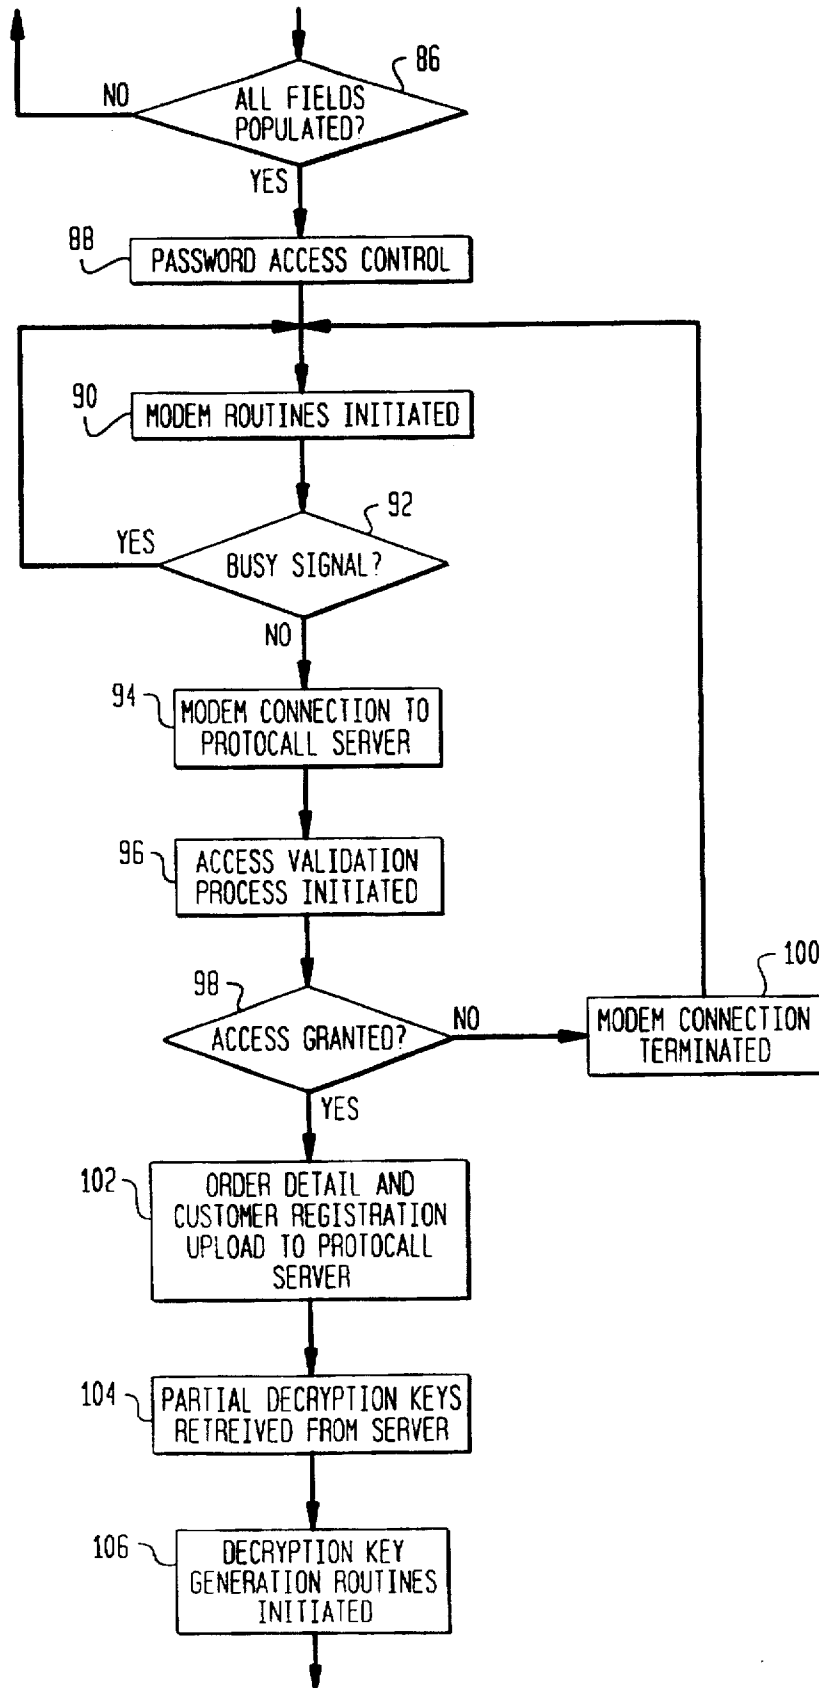 86
ALL FIELDS
POPULATED?
NO
YES
88
PASSWORD ACCESS CONTROL
90
MODEM ROUTINES INITIATED
92
YES
BUSY SIGNAL?
NO
94
MODEM CONNECTION TO
PROTOCALL SERVER
96
ACCESS VALIDATION
PROCESS INITIATED
98
ACCESS GRANTED?
NO
100
MODEM CONNECTION
TERMINATED
YES
102
ORDER DETAIL AND
CUSTOMER REGISTRATION
UPLOAD TO PROTOCALL
SERVER
104
PARTIAL DECRYPTION KEYS
RETREIVED FROM SERVER
106
DECRYPTION KEY
GENERATION ROUTINES
INITIATED